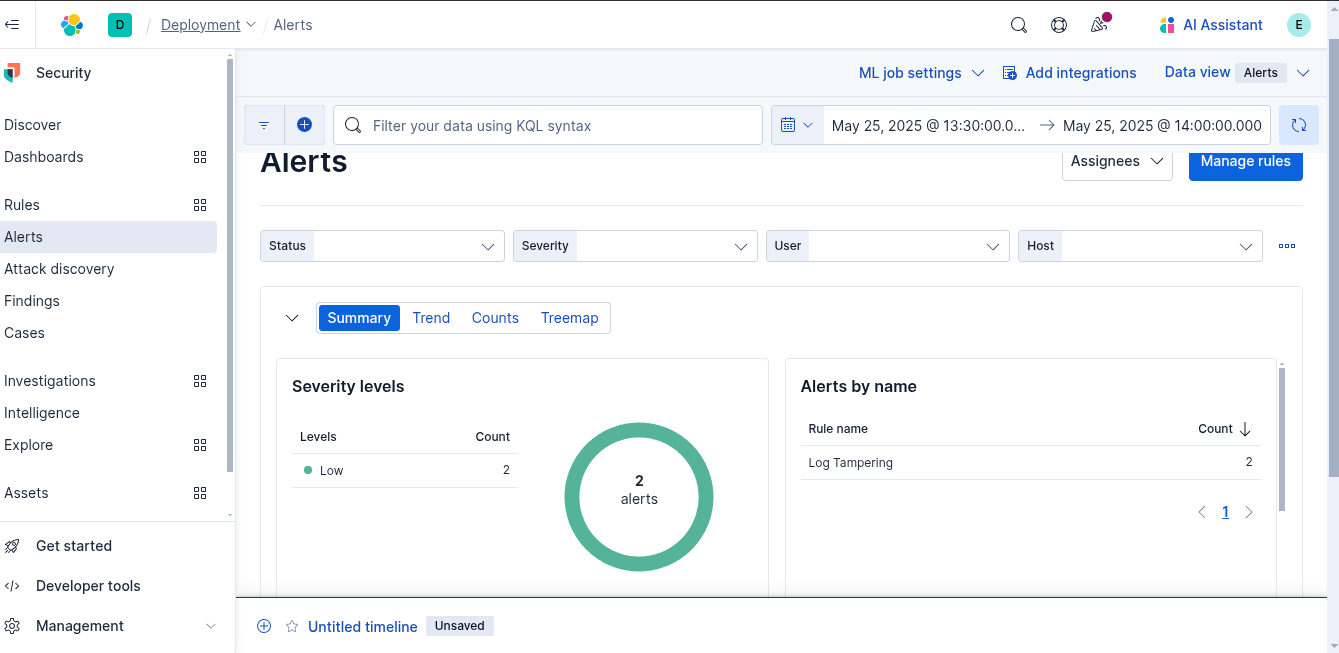 D / Deployment / Alerts
AI Assistant E
Security
Discover
Dashboards
Rules
Alerts
Attack discovery
Findings
Cases
Investigations
Intelligence
Explore
Assets
Get started
Developer tools
Management
ML job settings Add integrations Data view Alerts
Filter your data using KQL syntax May 25, 2025 @ 13:30:00.0... → May 25, 2025 @ 14:00:00.000
Alerts Assignees Manage rules
Status Severity User Host
Summary Trend Counts Treemap
Severity levels
Levels Count
Low 2
2
alerts
Alerts by name
Rule name Count
Log Tampering 2
1
Untitled timeline Unsaved